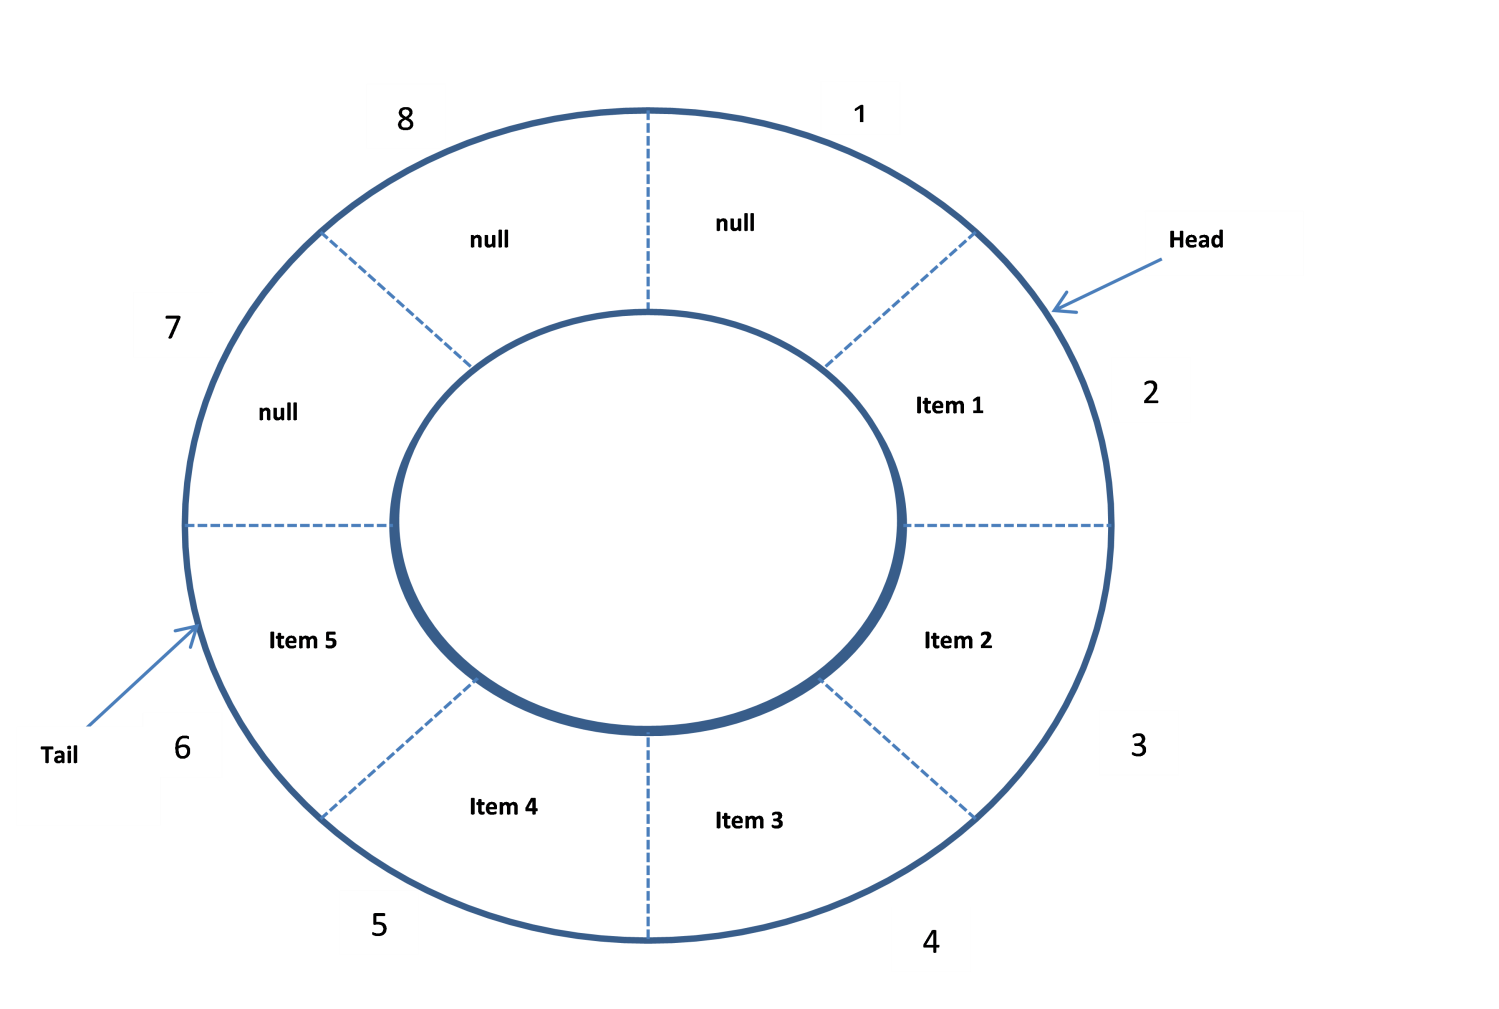 8
1
null
null
Head
7
2
null
Item 1
Item 5
Item 2
Tail
6
3
Item 4
Item 3
5
4